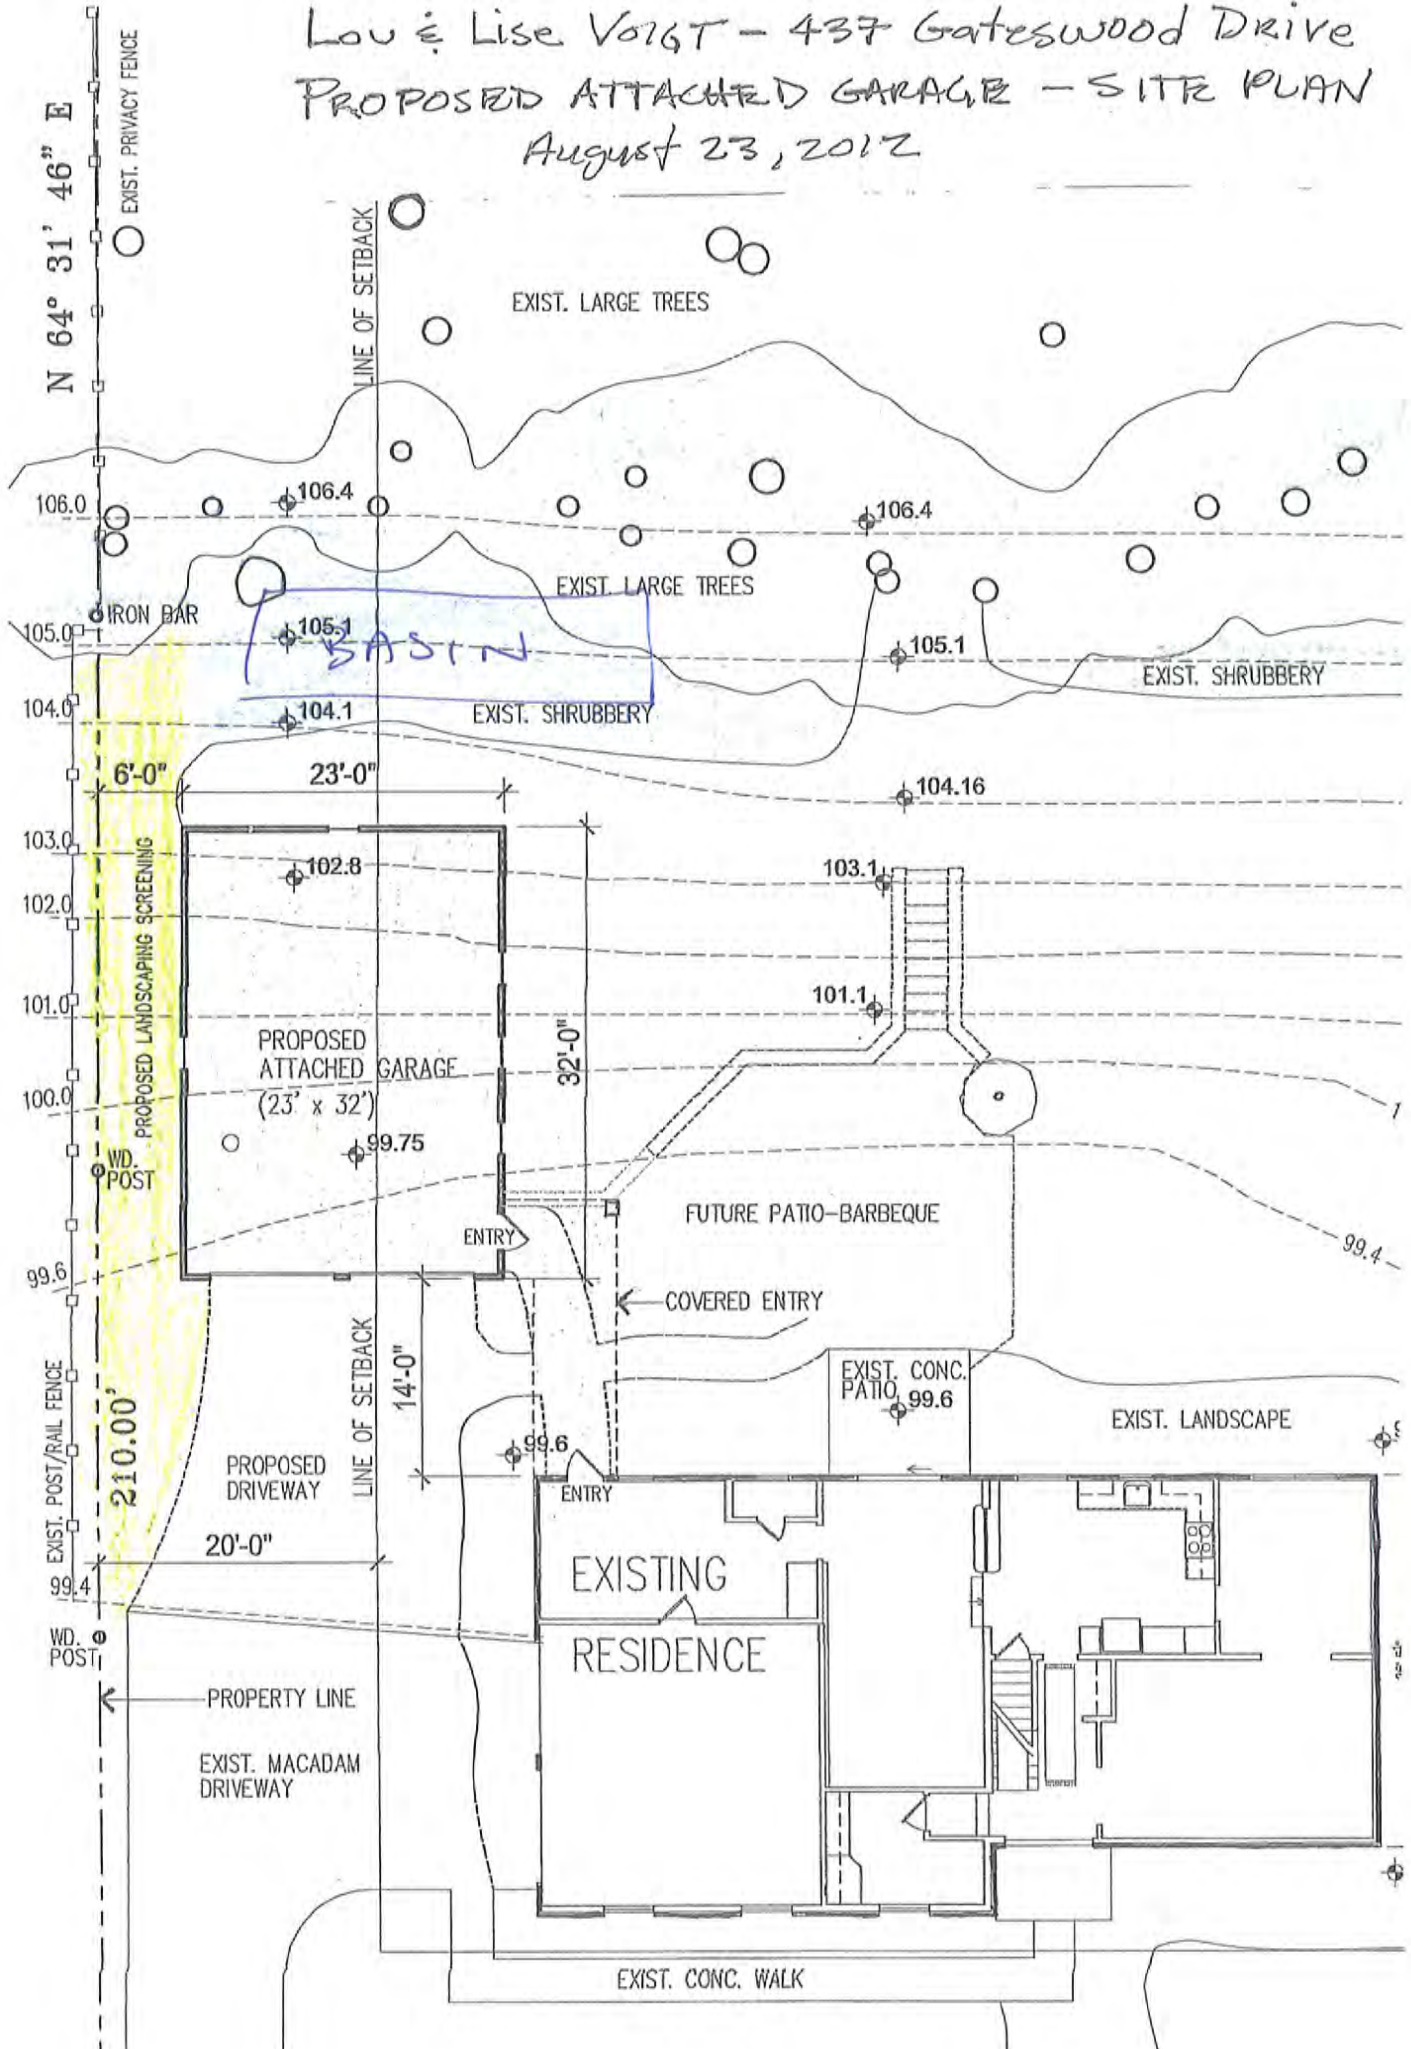 Lou & Lise Voigt - 437 Gateswood Drive
PROPOSED ATTACHED GARAGE - SITE PLAN
August 23, 2012
N 64° 31' 46" E
EXIST. PRIVACY FENCE
LINE OF SETBACK
EXIST. LARGE TREES
106.0
106.4
106.4
EXIST. LARGE TREES
IRON BAR
105.0
105.1
BASIN
105.1
EXIST. SHRUBBERY
104.0
104.1
EXIST. SHRUBBERY
6'-0"
23'-0"
104.16
103.0
102.8
103.1
102.0
PROPOSED LANDSCAPING SCREENING
101.0
101.1
PROPOSED
ATTACHED GARAGE
(23' x 32')
32'-0"
100.0
1
99.75
WD.
POST
FUTURE PATIO-BARBEQUE
ENTRY
99.4
99.6
COVERED ENTRY
LINE OF SETBACK
14'-0"
EXIST. CONC.
PATIO
99.6
EXIST. LANDSCAPE
EXIST. POST/RAIL FENCE
210.00'
99.6
PROPOSED
DRIVEWAY
ENTRY
20'-0"
EXISTING
99.4
WD.
POST
RESIDENCE
PROPERTY LINE
EXIST. MACADAM
DRIVEWAY
EXIST. CONC. WALK